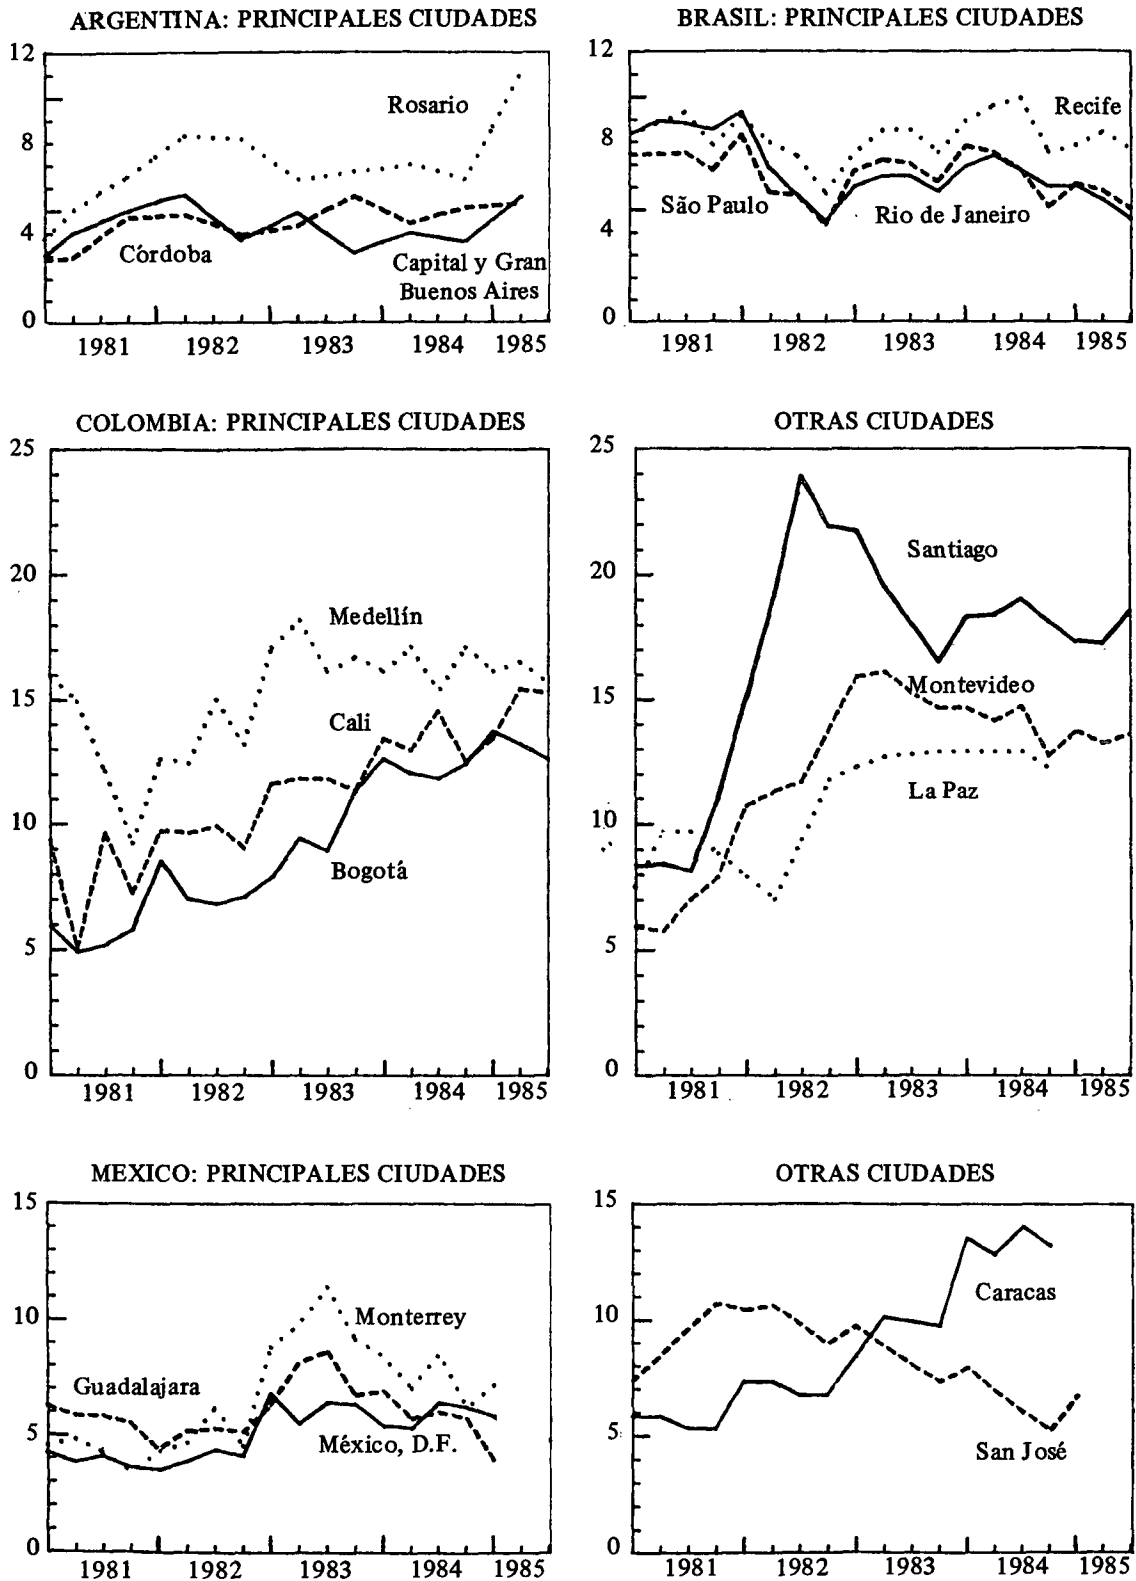 ARGENTINA: PRINCIPALES CIUDADES
12
8
4
0
Rosario
Córdoba
Capital y Gran
Buenos Aires
1981 1982 1983 1984 1985
BRASIL: PRINCIPALES CIUDADES
12
8
4
0
Recife
São Paulo
Rio de Janeiro
1981 1982 1983 1984 1985
COLOMBIA: PRINCIPALES CIUDADES
25
20
15
10
5
0
Medellín
Cali
Bogotá
1981 1982 1983 1984 1985
OTRAS CIUDADES
25
20
15
10
5
0
Santiago
Montevideo
La Paz
1981 1982 1983 1984 1985
MEXICO: PRINCIPALES CIUDADES
15
10
5
0
Monterrey
Guadalajara
México, D.F.
1981 1982 1983 1984 1985
OTRAS CIUDADES
15
10
5
0
Caracas
San José
1981 1982 1983 1984 1985